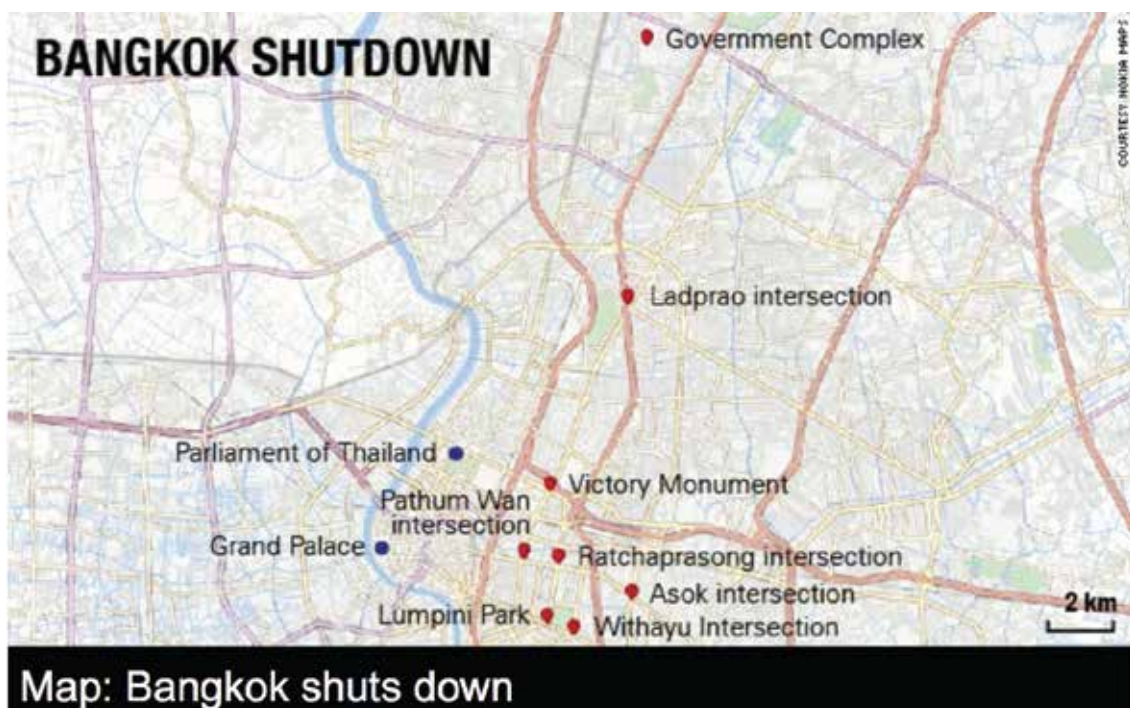 BANGKOK SHUTDOWN
Government Complex
COURTESY NOKIA MAPS
Ladprao intersection
Parliament of Thailand
Victory Monument
Pathum Wan
intersection
Grand Palace
Ratchaprasong intersection
Asok intersection
Lumpini Park
Withayu Intersection
2 km
Map: Bangkok shuts down